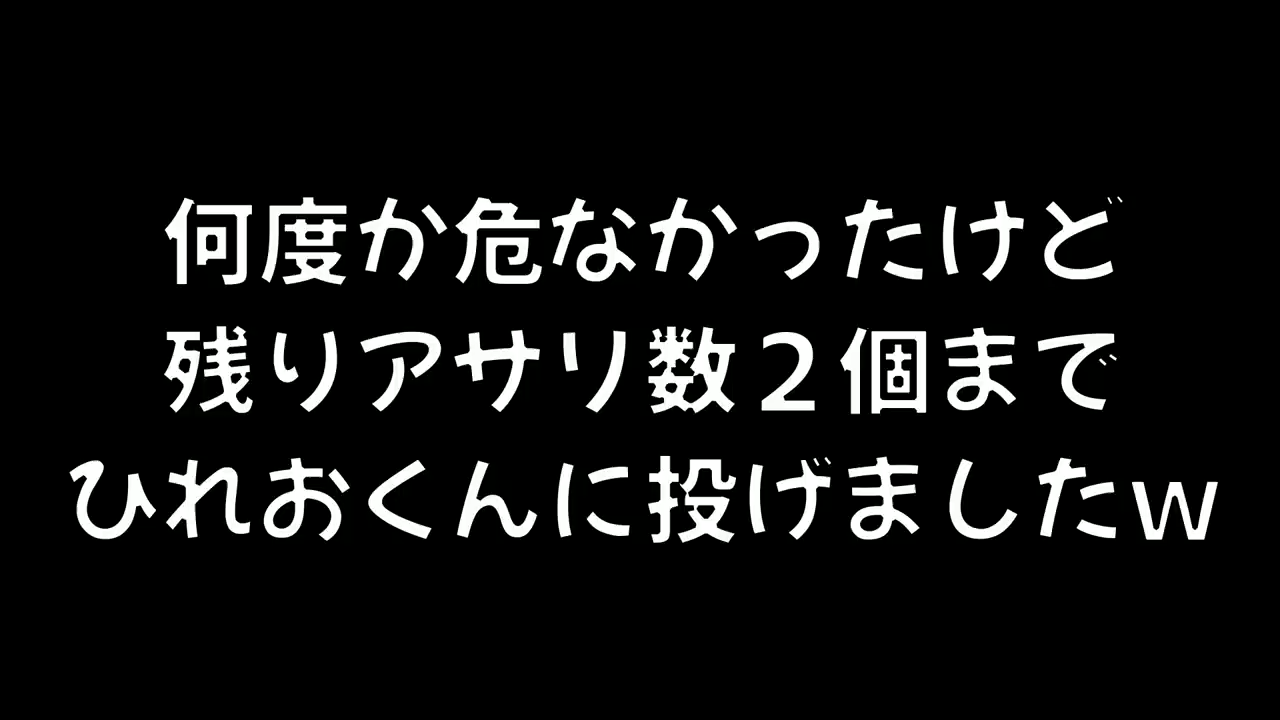 何度か危なかったけど
残りアサリ数２個まで
ひれおくんに投げましたw